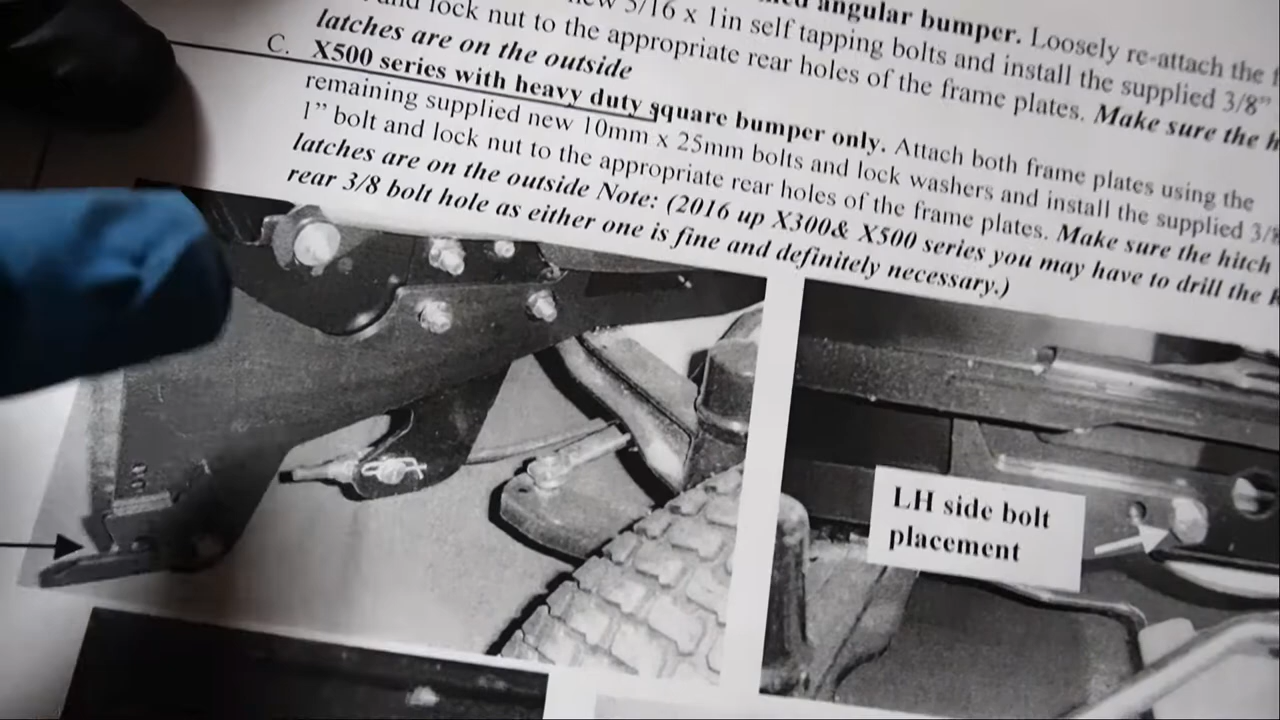 angular bumper. Loosely re-attach the
new 5/16 x 1in self tapping bolts and install the supplied 3/8”
and lock nut to the appropriate rear holes of the frame plates. Make sure the
latches are on the outside
C. X500 series with heavy duty square bumper only. Attach both frame plates using the
remaining supplied new 10mm x 25mm bolts and lock washers and install the supplied
1” bolt and lock nut to the appropriate rear holes of the frame plates. Make sure the hitch
latches are on the outside Note: (2016 up X300& X500 series you may have to drill the
rear 3/8 bolt hole as either one is fine and definitely necessary.)
LH side bolt
placement